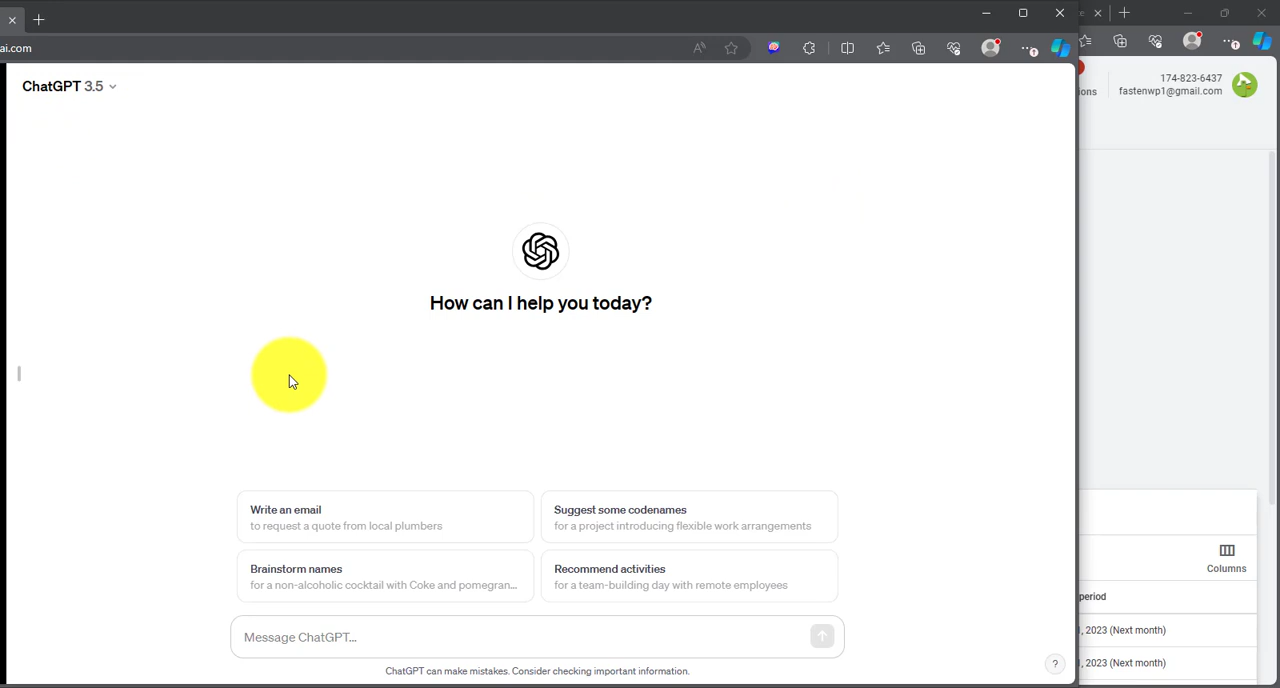 ai.com
ChatGPT 3.5
How can I help you today?
Write an email
to request a quote from local plumbers
Suggest some codenames
for a project introducing flexible work arrangements
Brainstorm names
for a non-alcoholic cocktail with Coke and pomegran...
Recommend activities
for a team-building day with remote employees
Message ChatGPT...
ChatGPT can make mistakes. Consider checking important information.
?
ions
174-823-6437
fastenwp1@gmail.com
Columns
period
, 2023 (Next month)
, 2023 (Next month)